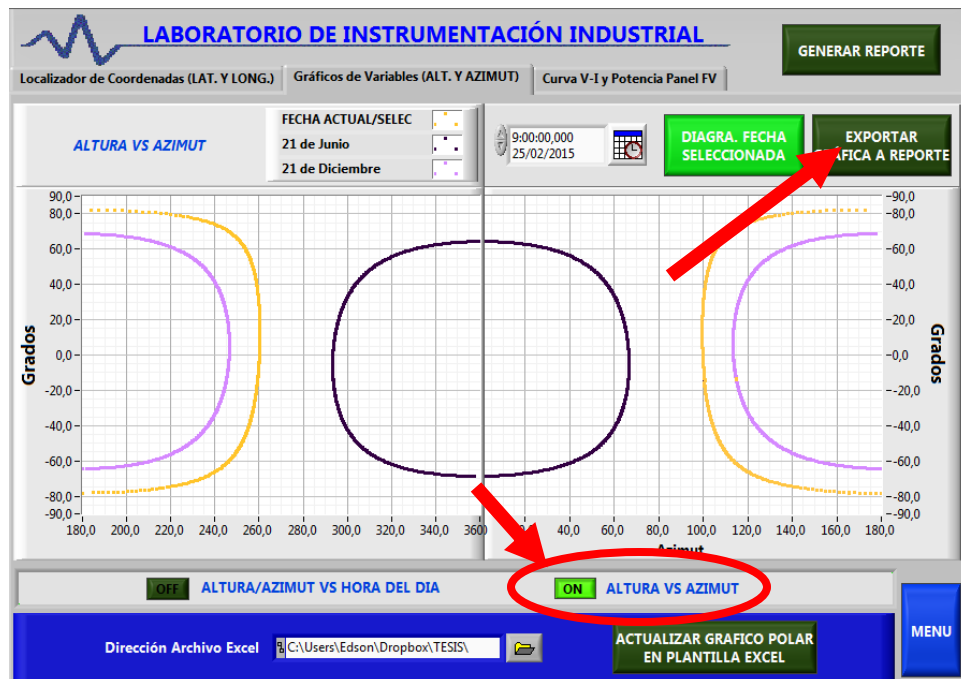 LABORATORIO DE INSTRUMENTACIÓN INDUSTRIAL
GENERAR REPORTE
Localizador de Coordenadas (LAT. Y LONG.)
Gráficos de Variables (ALT. Y AZIMUT)
Curva V-I y Potencia Panel FV
ALTURA VS AZIMUT
FECHA ACTUAL/SELEC
21 de Junio
21 de Diciembre
9:00:00,000
25/02/2015
DIAGRA. FECHA
SELECCIONADA
EXPORTAR
GRÁFICA A REPORTE
90,0
80,0
60,0
40,0
20,0
0,0
-20,0
-40,0
-60,0
-80,0
-90,0
Grados
180,0 200,0 220,0 240,0 260,0 280,0 300,0 320,0 340,0 360
40,0 60,0 80,0 100,0 120,0 140,0 160,0 180,0
Azimut
-90,0
-80,0
-60,0
-40,0
-20,0
-0,0
-20,0
-40,0
-60,0
-80,0
-90,0
Grados
OFF ALTURA/AZIMUT VS HORA DEL DIA
ON ALTURA VS AZIMUT
Dirección Archivo Excel
C:\Users\Edson\Dropbox\TESIS\
ACTUALIZAR GRAFICO POLAR
EN PLANTILLA EXCEL
MENU